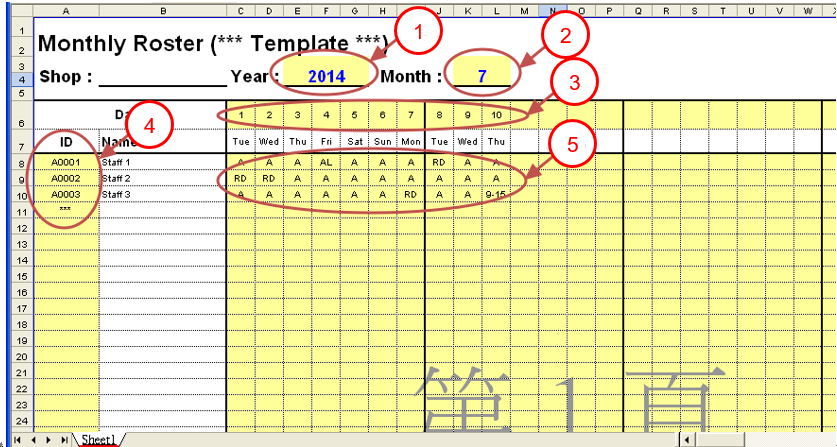 A B C D E F G H I J K L M N O P Q R S T U V W
1
2 Monthly Roster (*** Template ***)
3
4 Shop : Year : 2014 Month : 7
5
6 Da 1 2 3 4 5 6 7 8 9 10
7 ID Name Tue Wed Thu Fri Sat Sun Mon Tue Wed Thu
8 A0001 Staff 1 A A A AL A A A RD A A
9 A0002 Staff 2 RD RD A A A A A A A A
10 A0003 Staff 3 A A A A A A RD A A 9-15
11 ***
12
13
14
15
16
17
18
19
20
21
22
23
24
第 1 頁
Sheet1
1
2
3
4
5